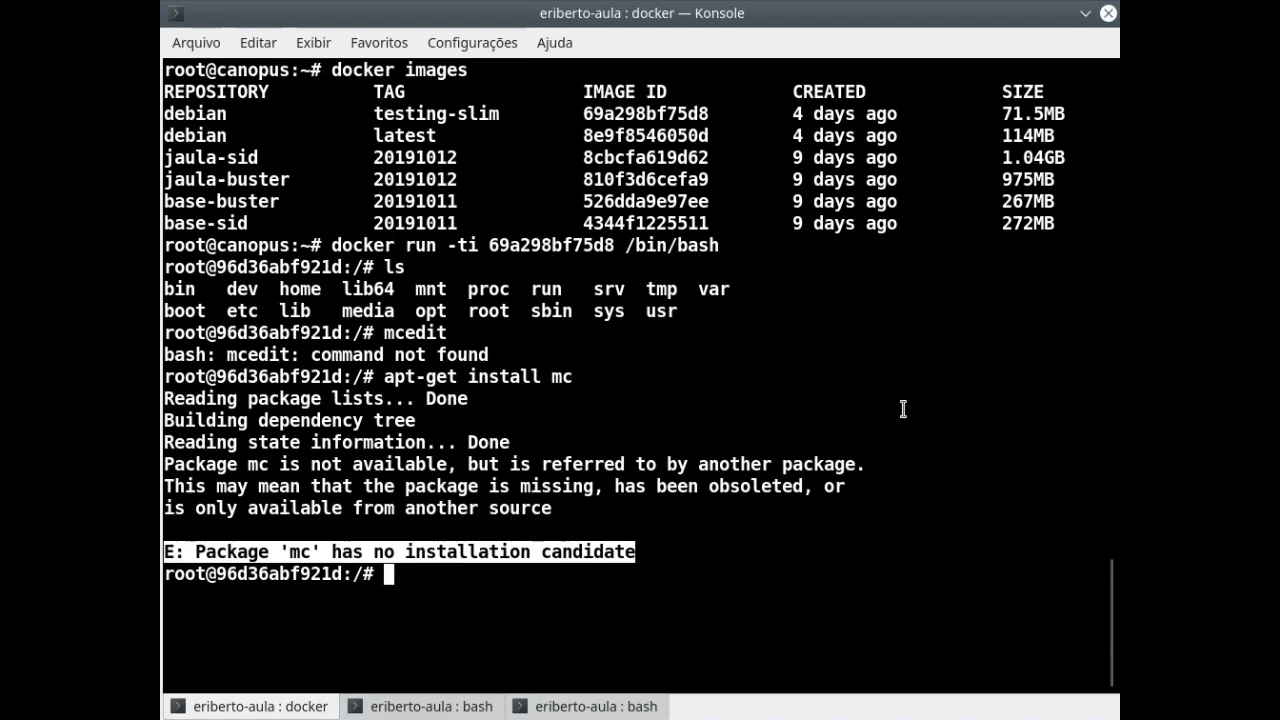 eriberto-aula : docker — Konsole
Arquivo Editar Exibir Favoritos Configurações Ajuda
root@canopus:~# docker images
REPOSITORY TAG IMAGE ID CREATED SIZE
debian testing-slim 69a298bf75d8 4 days ago 71.5MB
debian latest 8e9f8546050d 4 days ago 114MB
jaula-sid 20191012 8cbcfa619d62 9 days ago 1.04GB
jaula-buster 20191012 810f3d6cefa9 9 days ago 975MB
base-buster 20191011 526dda9e97ee 9 days ago 267MB
base-sid 20191011 4344f1225511 9 days ago 272MB
root@canopus:~# docker run -ti 69a298bf75d8 /bin/bash
root@96d36abf921d:/# ls
bin dev home lib64 mnt proc run srv tmp var
boot etc lib media opt root sbin sys usr
root@96d36abf921d:/# mcedit
bash: mcedit: command not found
root@96d36abf921d:/# apt-get install mc
Reading package lists... Done
Building dependency tree
Reading state information... Done
Package mc is not available, but is referred to by another package.
This may mean that the package is missing, has been obsoleted, or
is only available from another source
E: Package 'mc' has no installation candidate
root@96d36abf921d:/#
eriberto-aula : docker eriberto-aula : bash eriberto-aula : bash